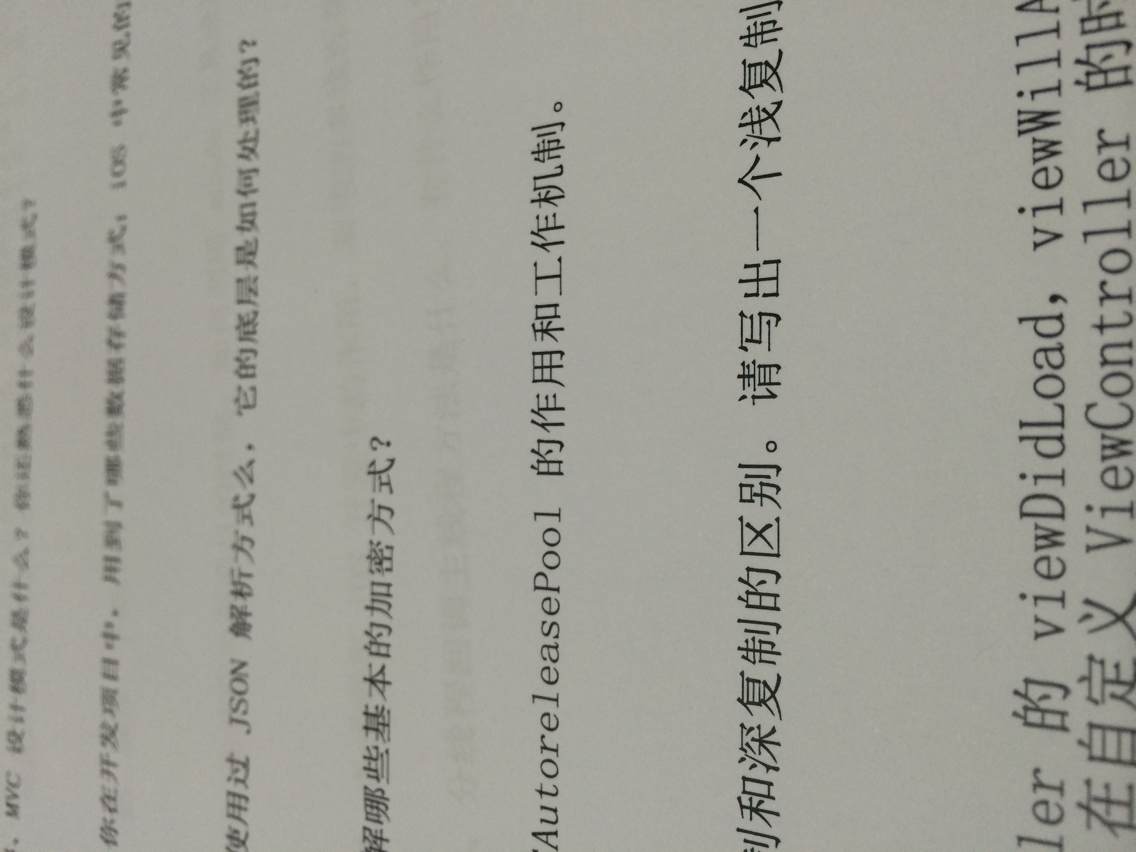 MVC 设计模式是什么？你还熟悉什么设计模式？
你在开发项目中，用到了哪些数据存储方式；iOS 中常见的
使用过 JSON 解析方式么，它的底层是如何处理的？
解哪些基本的加密方式？
AutoreleasePool 的作用和工作机制。
制和深复制的区别。请写出一个浅复制
ler 的 viewDidLoad，viewWillA
在自定义 ViewController 的时